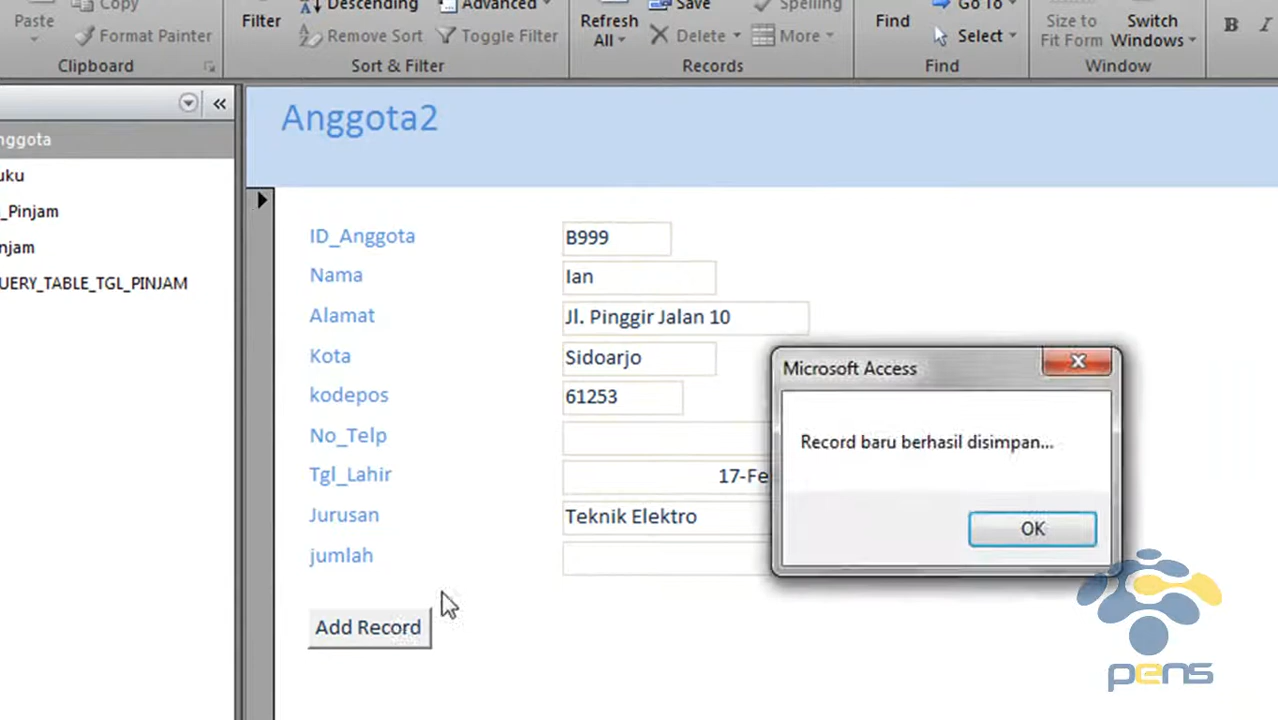 Copy
Paste
Format Painter
Clipboard
Filter
Descending
Remove Sort
Advanced
Toggle Filter
Sort & Filter
Refresh
All
Save
Delete
Spelling
More
Records
Find
Go To
Select
Find
Size to
Fit Form
Switch
Windows
Window
B I
«
nggota
uku
_Pinjam
njam
UERY_TABLE_TGL_PINJAM
Anggota2
ID_Anggota B999
Nama Ian
Alamat Jl. Pinggir Jalan 10
Kota Sidoarjo
kodepos 61253
No_Telp
Tgl_Lahir 17-Fe
Jurusan Teknik Elektro
jumlah
Add Record
Microsoft Access
Record baru berhasil disimpan...
OK
pens